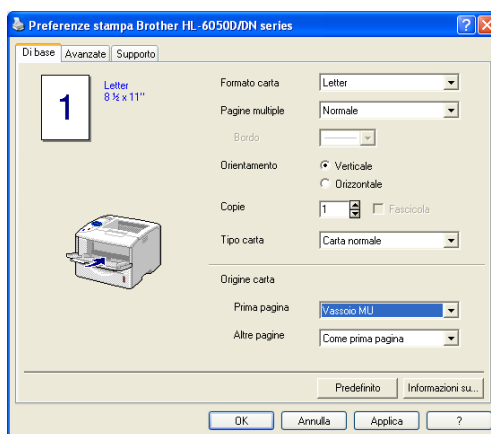 Preferenze stampa Brother HL-6050D/DN series
Di base Avanzate Supporto
1
Letter
8 ½ x 11"
Formato carta Letter
Pagine multiple Normale
Bordo
Orientamento Verticale
Orizzontale
Copie 1 Fascicola
Tipo carta Carta normale
Origine carta
Prima pagina Vassoio MU
Altre pagine Come prima pagina
Predefinito Informazioni su...
OK Annulla Applica ?